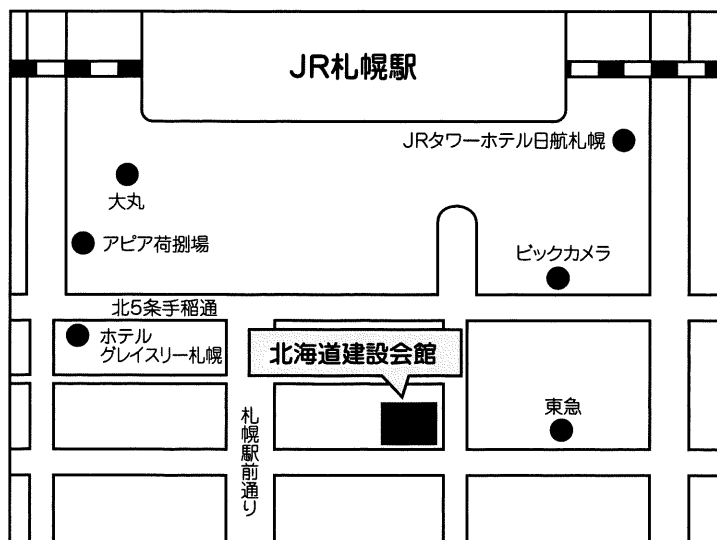 JR札幌駅
JRタワーホテル日航札幌
大丸
アピア荷捌場
ビックカメラ
北5条手稲通
ホテル
グレイスリー札幌
北海道建設会館
東急
札幌駅前通り